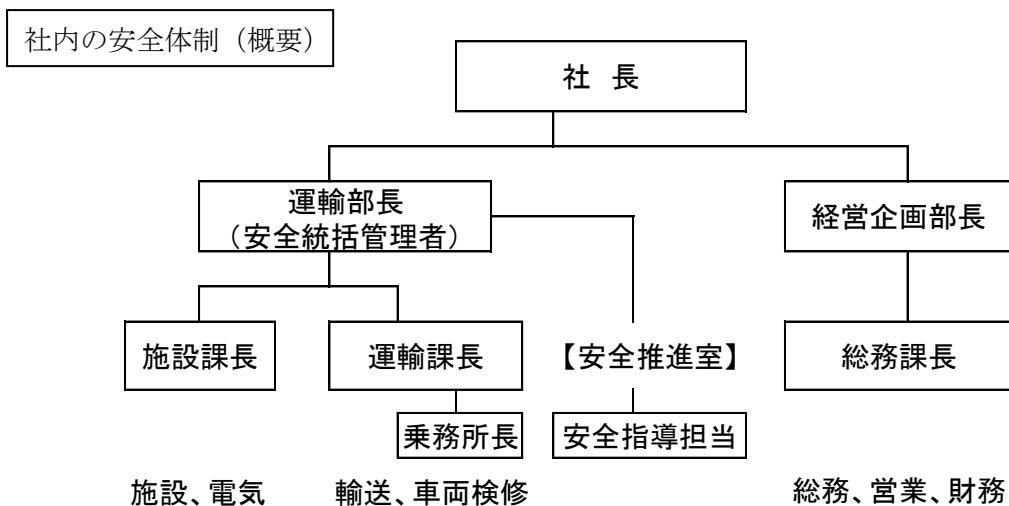 社内の安全体制（概要）
社 長
運輸部長
（安全統括管理者）
経営企画部長
施設課長
運輸課長
【安全推進室】
総務課長
乗務所長
安全指導担当
施設、電気
輸送、車両検修
総務、営業、財務